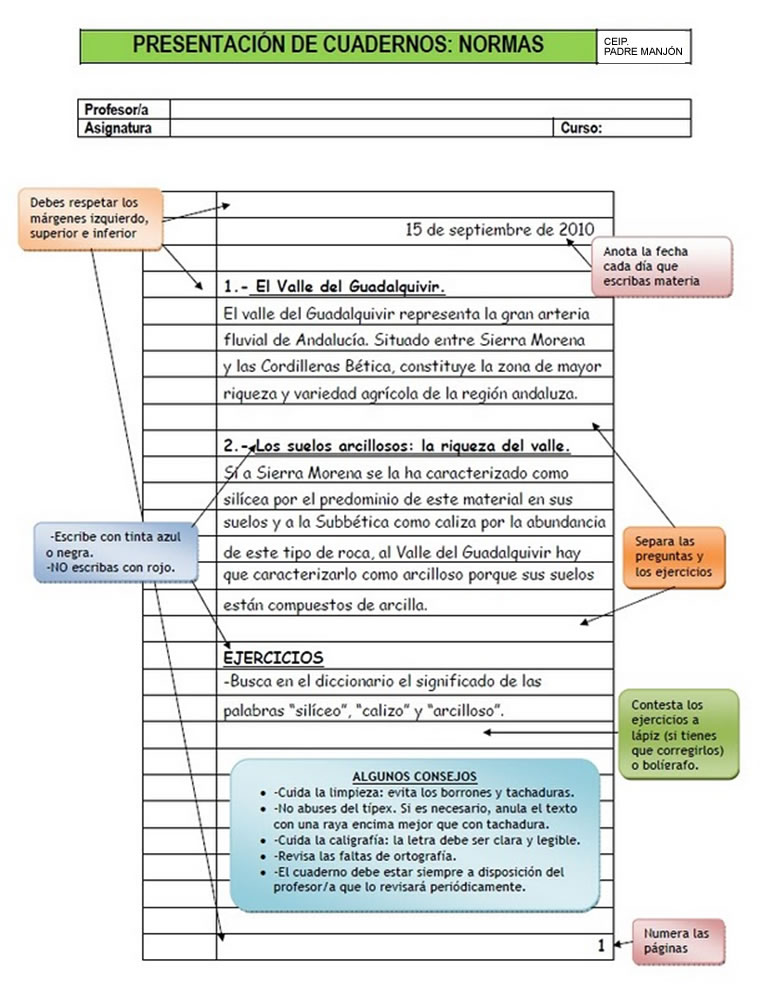 PRESENTACIÓN DE CUADERNOS: NORMAS
CEIP.
PADRE MANJÓN
Profesor/a
Asignatura
Curso:
Debes respetar los
márgenes izquierdo,
superior e inferior
15 de septiembre de 2010
Anota la fecha
cada día que
escribas materia
1.- El Valle del Guadalquivir.
El valle del Guadalquivir representa la gran arteria
fluvial de Andalucía. Situado entre Sierra Morena
y las Cordilleras Bética, constituye la zona de mayor
riqueza y variedad agrícola de la región andaluza.
2.- Los suelos arcillosos: la riqueza del valle.
Si a Sierra Morena se la ha caracterizado como
silícea por el predominio de este material en sus
suelos y a la Subbética como caliza por la abundancia
de este tipo de roca, al Valle del Guadalquivir hay
que caracterizarlo como arcilloso porque sus suelos
están compuestos de arcilla.
-Escribe con tinta azul
o negra.
-NO escribas con rojo.
Separa las
preguntas y
los ejercicios
EJERCICIOS
-Busca en el diccionario el significado de las
palabras “silíceo”, “calizo” y “arcilloso”.
Contesta los
ejercicios a
lápiz (si tienes
que corregirlos)
o bolígrafo.
ALGUNOS CONSEJOS
• -Cuida la limpieza: evita los borrones y tachaduras.
• -No abuses del típex. Si es necesario, anula el texto
con una raya encima mejor que con tachadura.
• -Cuida la caligrafía: la letra debe ser clara y legible.
• -Revisa las faltas de ortografía.
• -El cuaderno debe estar siempre a disposición del
profesor/a que lo revisará periódicamente.
1
Numera las
páginas